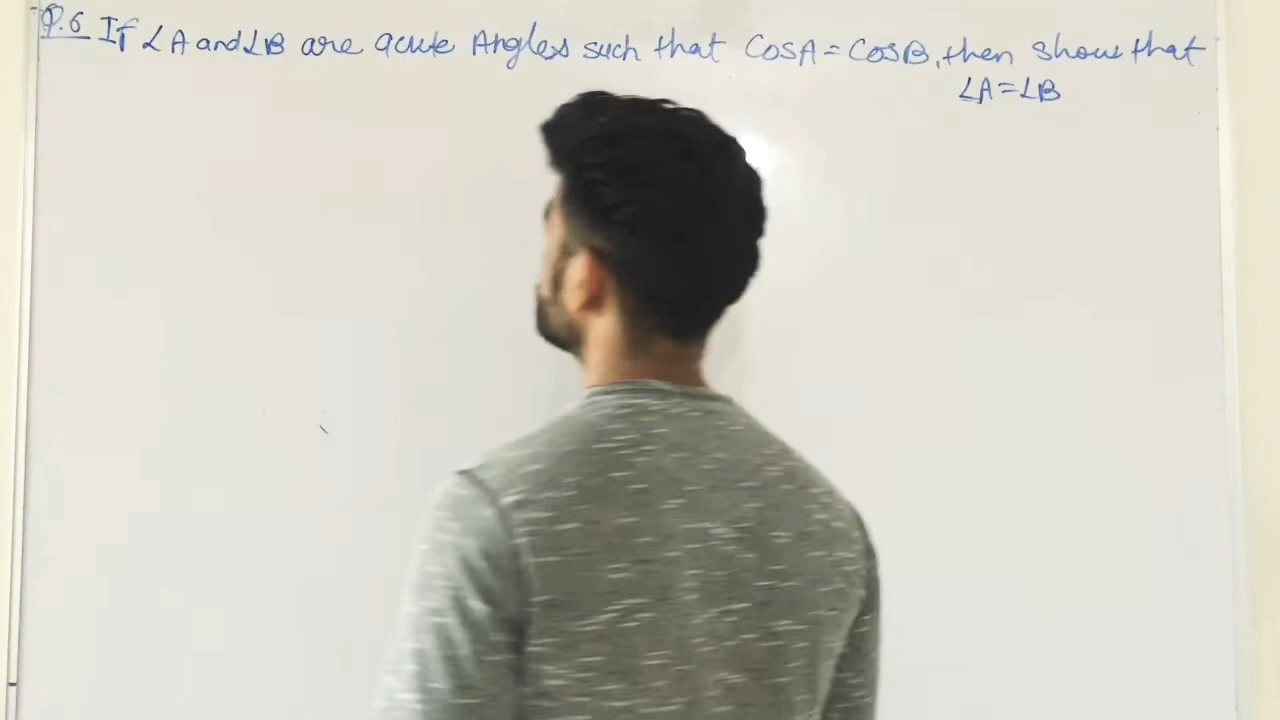 Q.6 If ∠A and ∠B are acute Angles such that CosA = CosB, then show that
∠A = ∠B